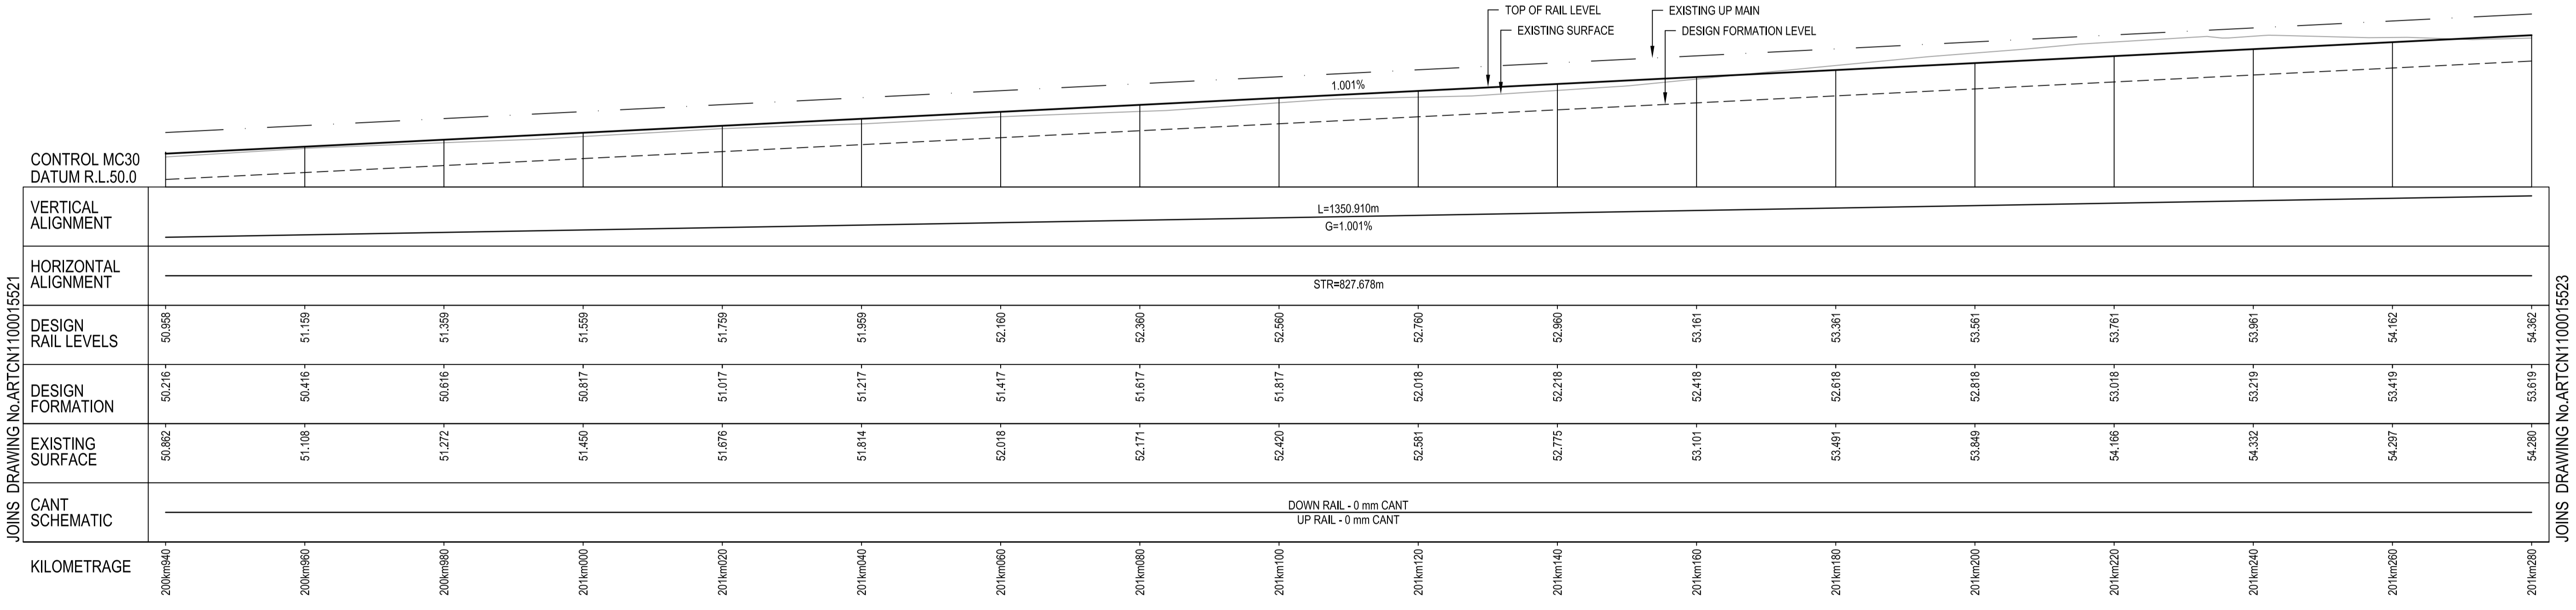 TOP OF RAIL LEVEL
EXISTING UP MAIN
EXISTING SURFACE
DESIGN FORMATION LEVEL
1.001%
CONTROL MC30
DATUM R.L.50.0
VERTICAL
ALIGNMENT
L=1350.910m
G=1.001%
HORIZONTAL
ALIGNMENT
STR=827.678m
DESIGN
RAIL LEVELS
50.958 51.159 51.359 51.559 51.759 51.959 52.160 52.360 52.560 52.760 52.960 53.161 53.361 53.561 53.761 53.961 54.162 54.362
DESIGN
FORMATION
50.216 50.416 50.616 50.817 51.017 51.217 51.417 51.617 51.817 52.018 52.218 52.418 52.618 52.818 53.018 53.219 53.419 53.619
EXISTING
SURFACE
50.862 51.108 51.272 51.450 51.676 51.814 52.018 52.171 52.420 52.581 52.775 53.101 53.491 53.849 54.166 54.332 54.297 54.280
CANT
SCHEMATIC
DOWN RAIL - 0 mm CANT
UP RAIL - 0 mm CANT
KILOMETRAGE
200km940 200km960 200km980 201km000 201km020 201km040 201km060 201km080 201km100 201km120 201km140 201km160 201km180 201km200 201km220 201km240 201km260 201km280
JOINS DRAWING No.ARTCN1100015521
JOINS DRAWING No.ARTCN1100015523